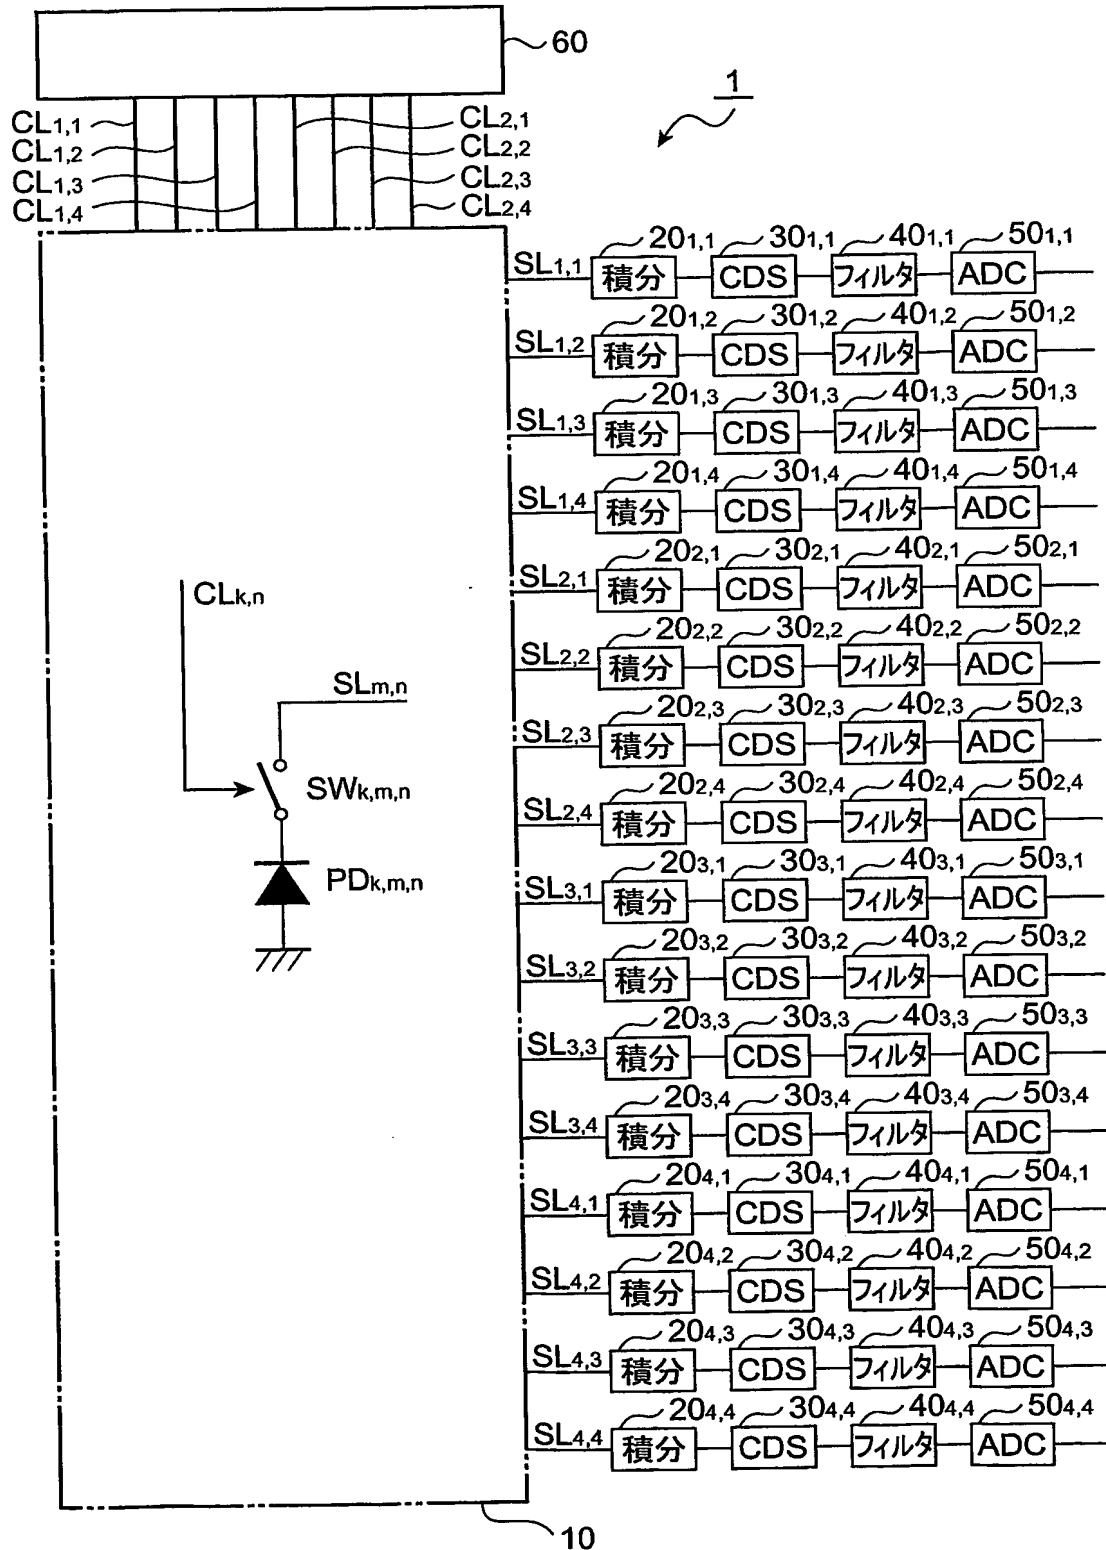 60
1
CL1,1
CL1,2
CL1,3
CL1,4
CL2,1
CL2,2
CL2,3
CL2,4
SL1,1 積分 201,1 CDS 301,1 フィルタ 401,1 ADC 501,1
SL1,2 積分 201,2 CDS 301,2 フィルタ 401,2 ADC 501,2
SL1,3 積分 201,3 CDS 301,3 フィルタ 401,3 ADC 501,3
SL1,4 積分 201,4 CDS 301,4 フィルタ 401,4 ADC 501,4
SL2,1 積分 202,1 CDS 302,1 フィルタ 402,1 ADC 502,1
SL2,2 積分 202,2 CDS 302,2 フィルタ 402,2 ADC 502,2
SL2,3 積分 202,3 CDS 302,3 フィルタ 402,3 ADC 502,3
SL2,4 積分 202,4 CDS 302,4 フィルタ 402,4 ADC 502,4
SL3,1 積分 203,1 CDS 303,1 フィルタ 403,1 ADC 503,1
SL3,2 積分 203,2 CDS 303,2 フィルタ 403,2 ADC 503,2
SL3,3 積分 203,3 CDS 303,3 フィルタ 403,3 ADC 503,3
SL3,4 積分 203,4 CDS 303,4 フィルタ 403,4 ADC 503,4
SL4,1 積分 204,1 CDS 304,1 フィルタ 404,1 ADC 504,1
SL4,2 積分 204,2 CDS 304,2 フィルタ 404,2 ADC 504,2
SL4,3 積分 204,3 CDS 304,3 フィルタ 404,3 ADC 504,3
SL4,4 積分 204,4 CDS 304,4 フィルタ 404,4 ADC 504,4
CLk,n
SLm,n
SWk,m,n
PDk,m,n
10